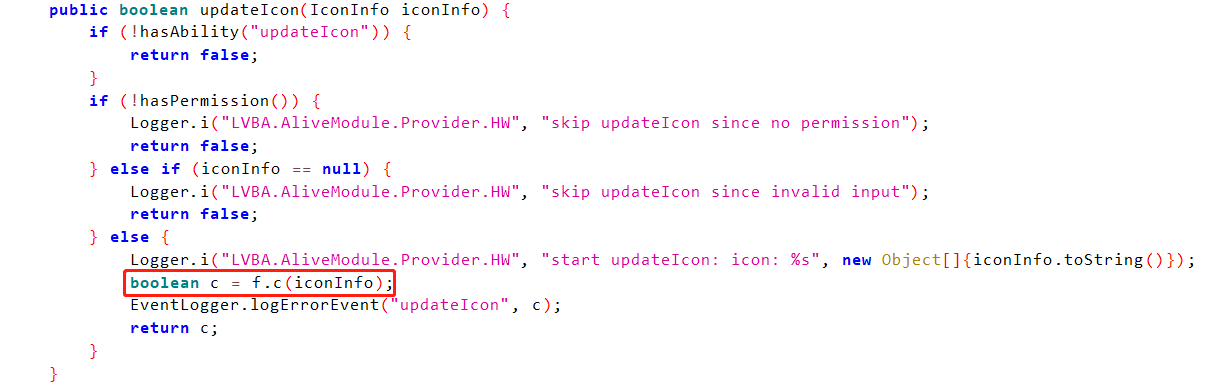 public boolean updateIcon(IconInfo iconInfo) {
if (!hasAbility("updateIcon")) {
return false;
}
if (!hasPermission()) {
Logger.i("LVBA.AliveModule.Provider.HW", "skip updateIcon since no permission");
return false;
} else if (iconInfo == null) {
Logger.i("LVBA.AliveModule.Provider.HW", "skip updateIcon since invalid input");
return false;
} else {
Logger.i("LVBA.AliveModule.Provider.HW", "start updateIcon: icon: %s", new Object[]{iconInfo.toString()});
boolean c = f.c(iconInfo);
EventLogger.logErrorEvent("updateIcon", c);
return c;
}
}